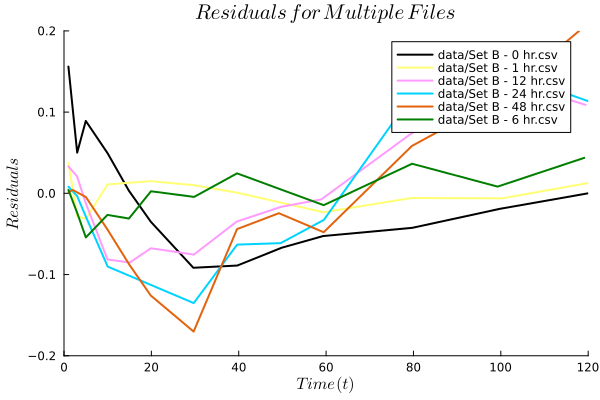 Residuals for Multiple Files
0.2
0.1
0.0
−0.1
−0.2
Residuals
data/Set B - 0 hr.csv
data/Set B - 1 hr.csv
data/Set B - 12 hr.csv
data/Set B - 24 hr.csv
data/Set B - 48 hr.csv
data/Set B - 6 hr.csv
0 20 40 60 80 100 120
Time (t)